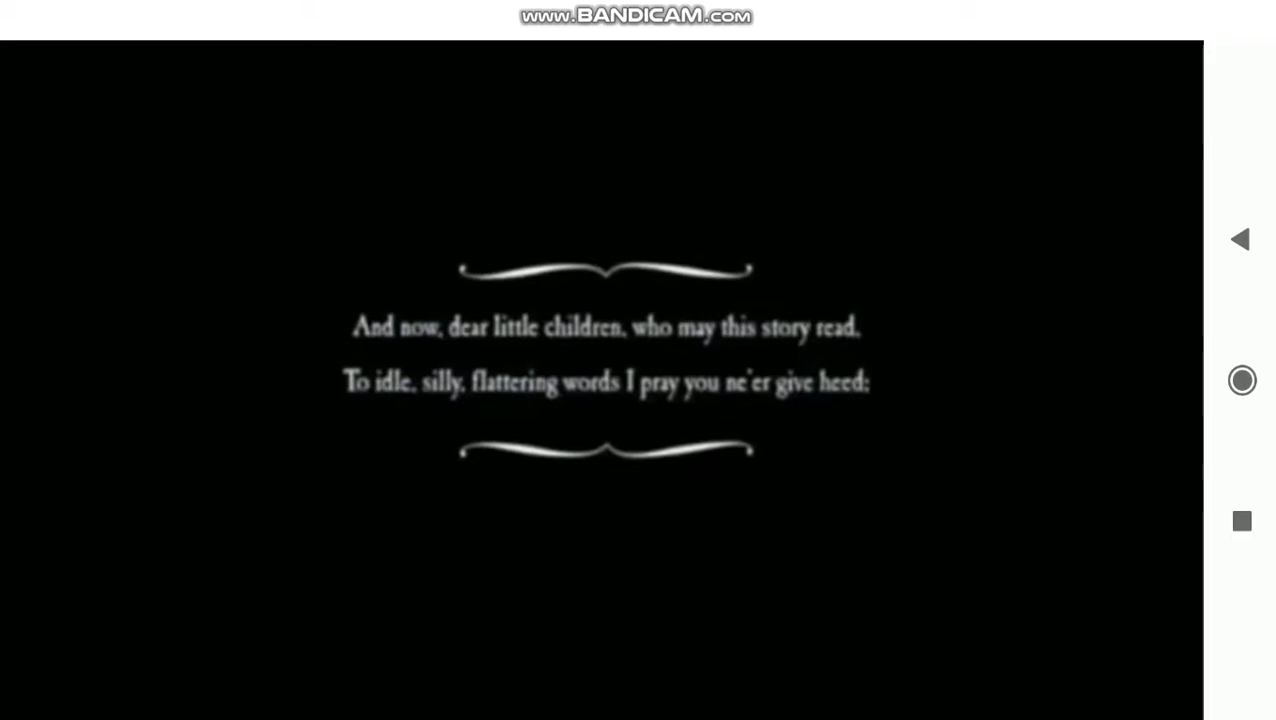 www.BANDICAM.com
And now, dear little children, who may this story read,
To idle, silly, flattering words I pray you ne'er give heed;